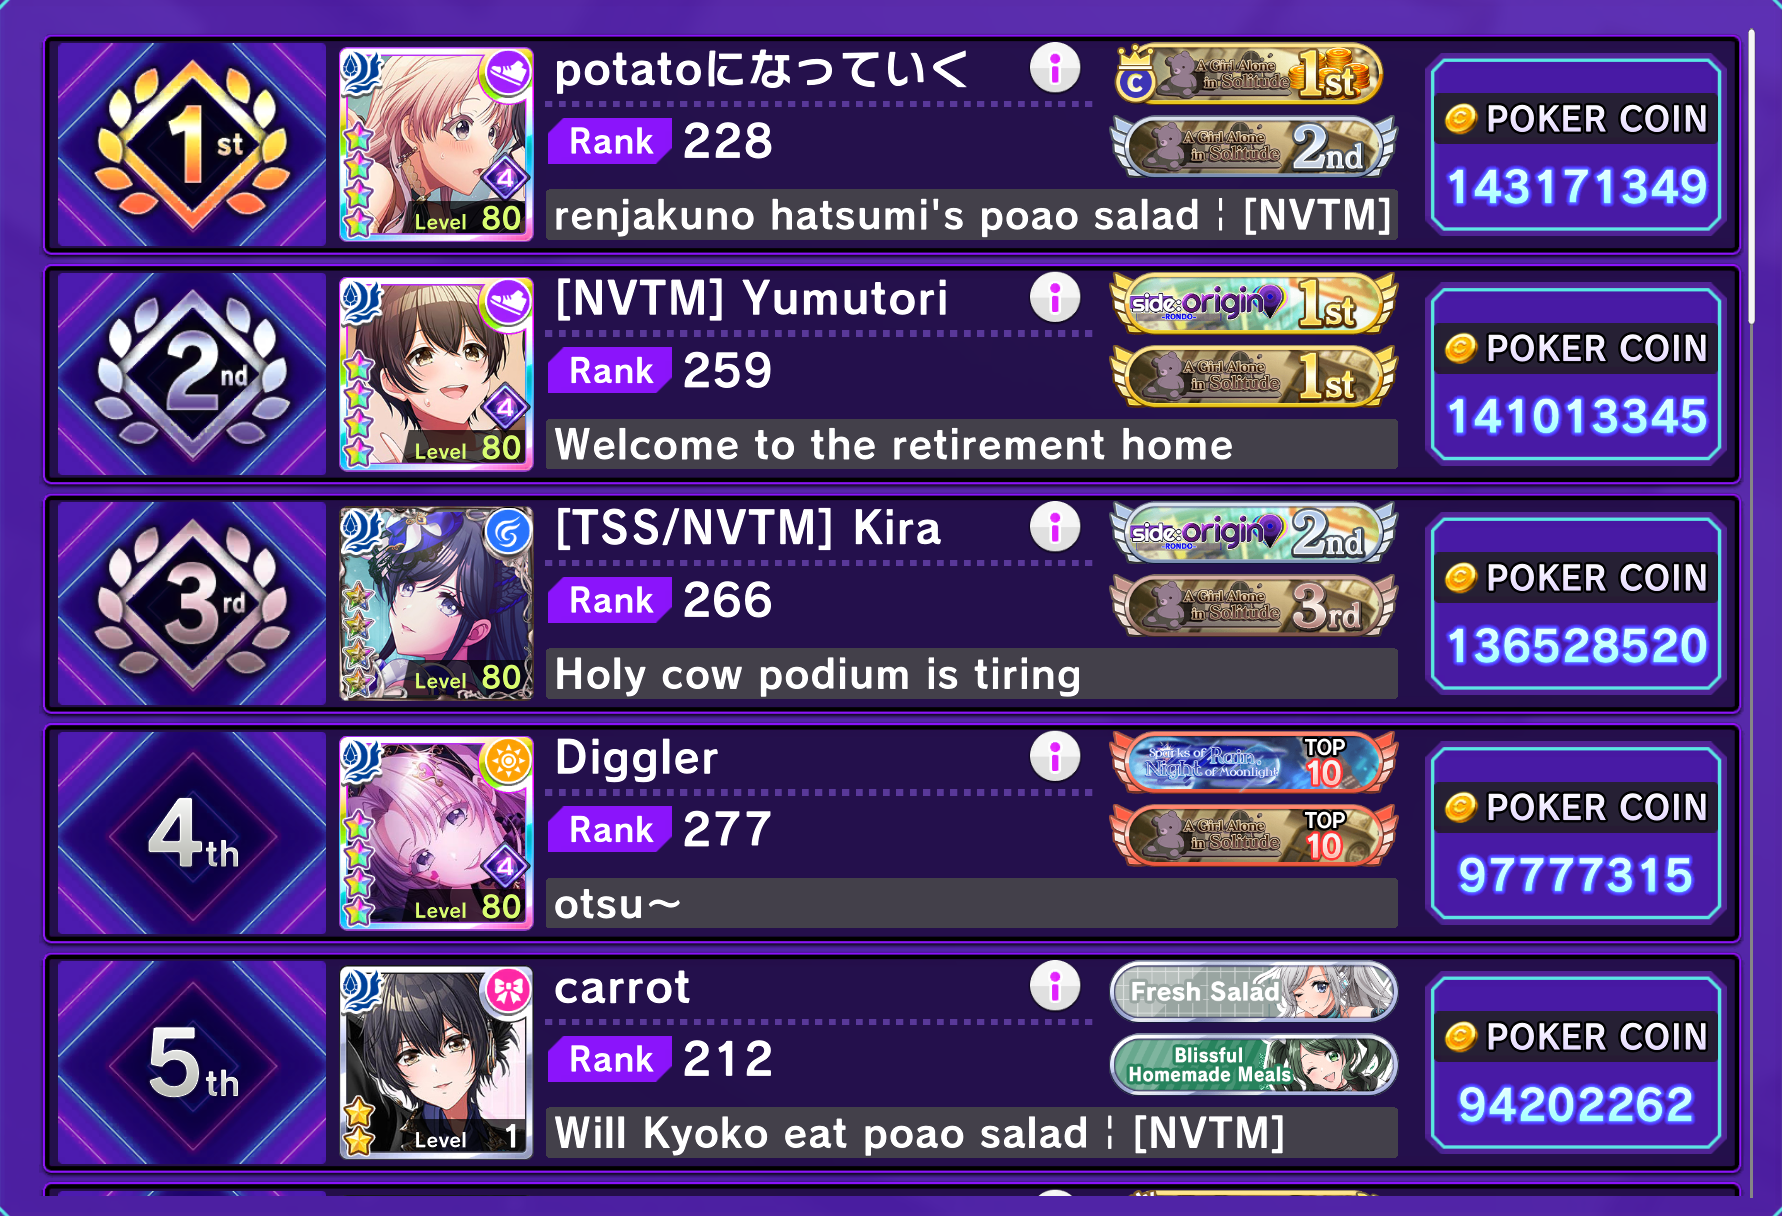 1st
4
Level 80
potatoになっていく
i
Rank 228
renjakuno hatsumi's poao salad ¦ [NVTM]
C
A Girl Alone
in Solitude
1st
A Girl Alone
in Solitude
2nd
POKER COIN
143171349
2nd
4
Level 80
[NVTM] Yumutori
i
Rank 259
Welcome to the retirement home
side:origin
-RONDO-
1st
A Girl Alone
in Solitude
1st
POKER COIN
141013345
3rd
Level 80
[TSS/NVTM] Kira
i
Rank 266
Holy cow podium is tiring
side:origin
-RONDO-
2nd
A Girl Alone
in Solitude
3rd
POKER COIN
136528520
4th
4
Level 80
Diggler
i
Rank 277
otsu～
Sparks of Rain,
Night of Moonlight
TOP
10
A Girl Alone
in Solitude
TOP
10
POKER COIN
97777315
5th
Level 1
carrot
i
Rank 212
Will Kyoko eat poao salad ¦ [NVTM]
Fresh Salad
Blissful
Homemade Meals
POKER COIN
94202262